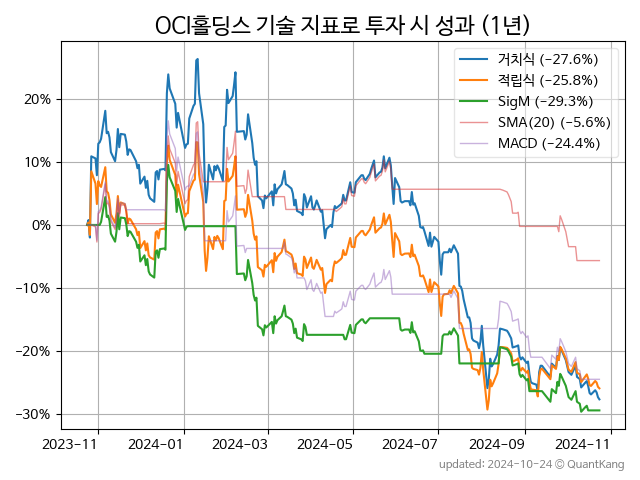 OCI홀딩스 기술 지표로 투자 시 성과 (1년)
거치식 (−27.6%)
적립식 (−25.8%)
SigM (−29.3%)
SMA(20) (−5.6%)
MACD (−24.4%)
20%
10%
0%
−10%
−20%
−30%
2023−11 2024−01 2024−03 2024−05 2024−07 2024−09 2024−11
updated: 2024-10-24 © QuantKang